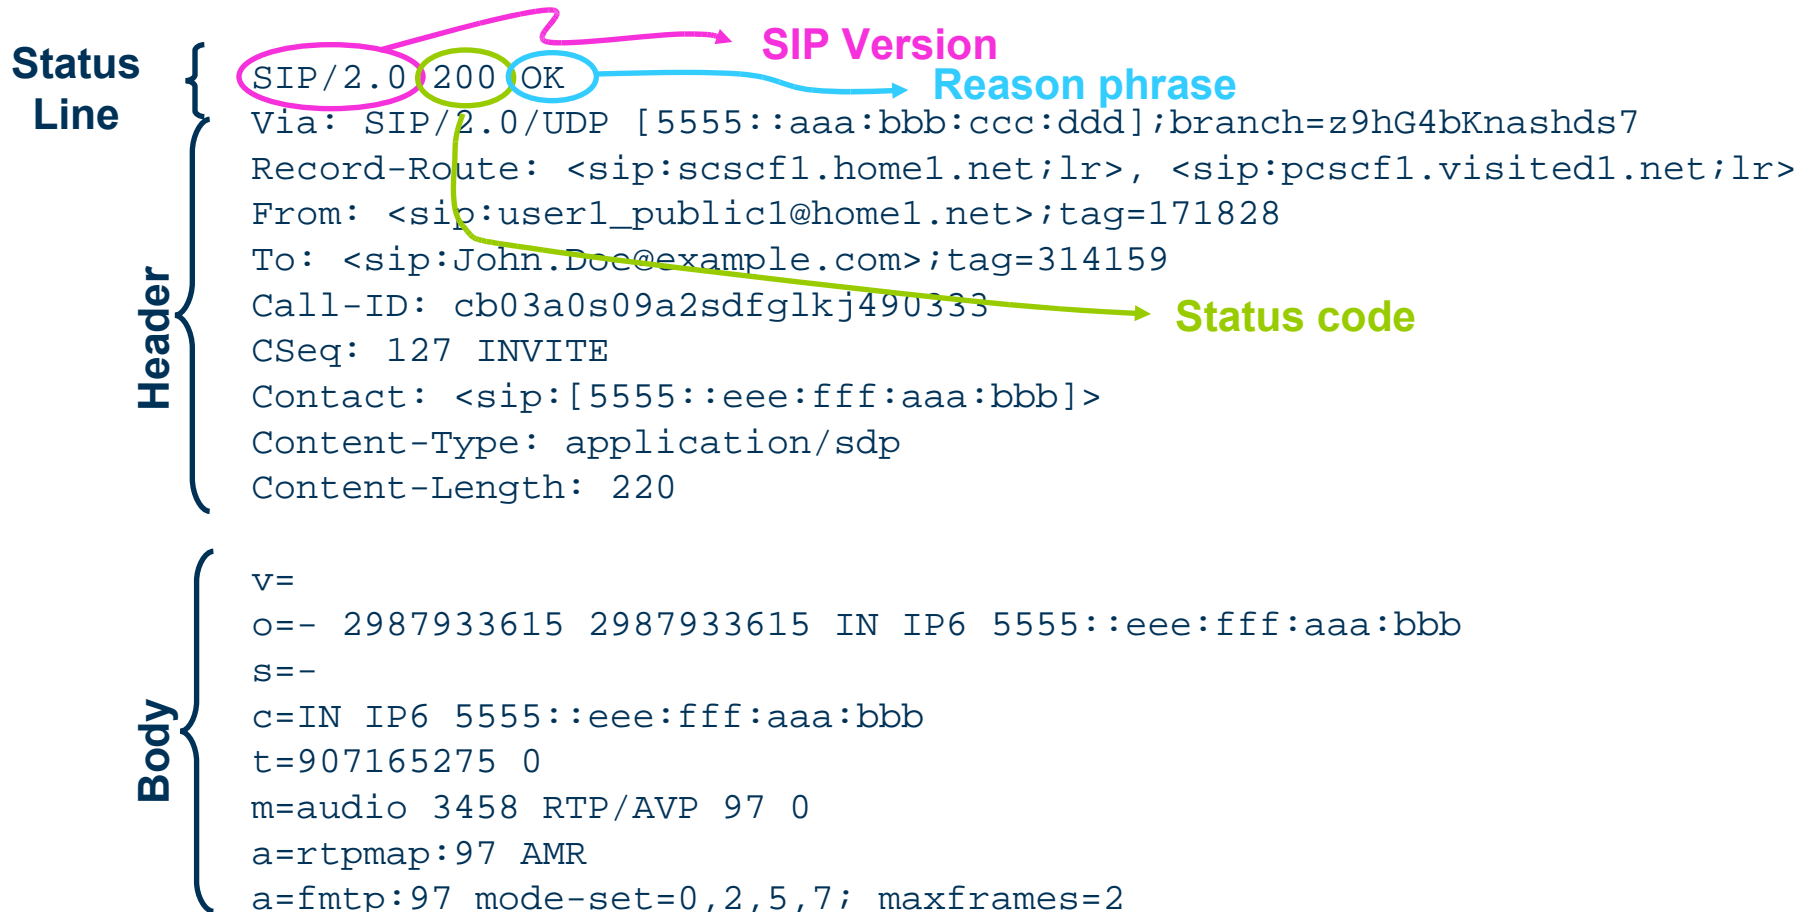 Status
Line
SIP Version
Reason phrase
SIP/2.0 200 OK
Via: SIP/2.0/UDP [5555::aaa:bbb:ccc:ddd];branch=z9hG4bKnashds7
Record-Route: <sip:scscf1.home1.net;lr>, <sip:pcscf1.visited1.net;lr>
From: <sip:user1_public1@home1.net>;tag=171828
To: <sip:John.Doe@example.com>;tag=314159
Call-ID: cb03a0s09a2sdfglkj490333
Status code
CSeq: 127 INVITE
Contact: <sip:[5555::eee:fff:aaa:bbb]>
Content-Type: application/sdp
Content-Length: 220
Header
v=
o=- 2987933615 2987933615 IN IP6 5555::eee:fff:aaa:bbb
s=-
c=IN IP6 5555::eee:fff:aaa:bbb
t=907165275 0
m=audio 3458 RTP/AVP 97 0
a=rtpmap:97 AMR
a=fmtp:97 mode-set=0,2,5,7; maxframes=2
Body